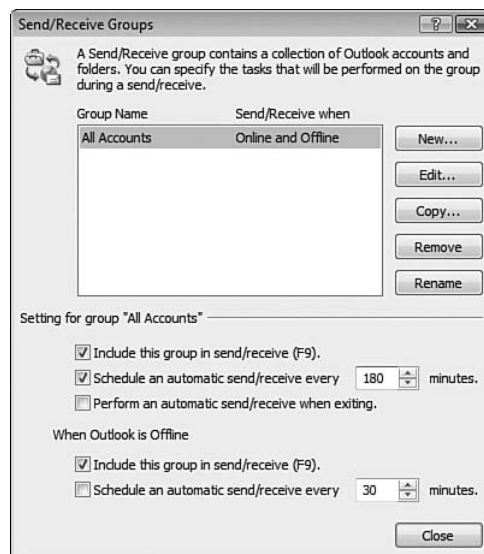 Send/Receive Groups
A Send/Receive group contains a collection of Outlook accounts and
folders. You can specify the tasks that will be performed on the group
during a send/receive.
Group Name Send/Receive when
All Accounts Online and Offline
New...
Edit...
Copy...
Remove
Rename
Setting for group "All Accounts"
Include this group in send/receive (F9).
Schedule an automatic send/receive every 180 minutes.
Perform an automatic send/receive when exiting.
When Outlook is Offline
Include this group in send/receive (F9).
Schedule an automatic send/receive every 30 minutes.
Close